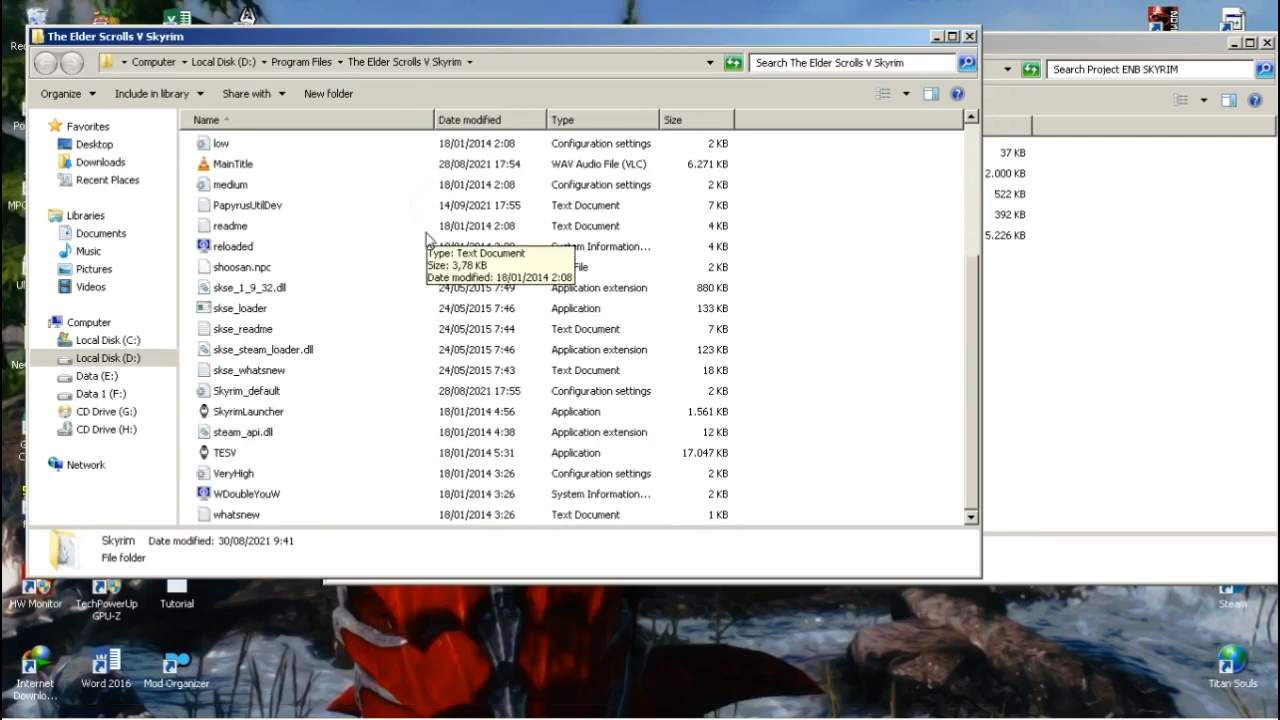 The Elder Scrolls V Skyrim
Computer Local Disk (D:) Program Files The Elder Scrolls V Skyrim
Search The Elder Scrolls V Skyrim
Search Project ENB SKYRIM
Organize Include in library Share with New folder
Name Date modified Type Size
Favorites
Desktop
Downloads
Recent Places
Libraries
Documents
Music
Pictures
Videos
Computer
Local Disk (C:)
Local Disk (D:)
Data (E:)
Data 1 (F:)
CD Drive (G:)
CD Drive (H:)
Network
low 18/01/2014 2:08 Configuration settings 2 KB
MainTitle 28/08/2021 17:54 WAV Audio File (VLC) 6.271 KB
medium 18/01/2014 2:08 Configuration settings 2 KB
PapyrusUtilDev 14/09/2021 17:55 Text Document 7 KB
readme 18/01/2014 2:08 Text Document 4 KB
reloaded System Information... 4 KB
shoosan.npc File 2 KB
skse_1_9_32.dll 24/05/2015 7:49 Application extension 880 KB
skse_loader 24/05/2015 7:46 Application 133 KB
skse_readme 24/05/2015 7:44 Text Document 7 KB
skse_steam_loader.dll 24/05/2015 7:46 Application extension 123 KB
skse_whatsnew 24/05/2015 7:43 Text Document 18 KB
Skyrim_default 28/08/2021 17:55 Configuration settings 2 KB
SkyrimLauncher 18/01/2014 4:56 Application 1.561 KB
steam_api.dll 18/01/2014 4:38 Application extension 12 KB
TESV 18/01/2014 5:31 Application 17.047 KB
VeryHigh 18/01/2014 3:26 Configuration settings 2 KB
WDoubleYouW 18/01/2014 3:26 System Information... 2 KB
whatsnew 18/01/2014 3:26 Text Document 1 KB
Type: Text Document
Size: 3,78 KB
Date modified: 18/01/2014 2:08
37 KB
2.000 KB
522 KB
392 KB
5.226 KB
Skyrim Date modified: 30/08/2021 9:41
File folder
HW Monitor
TechPowerUp
GPU-Z
Tutorial
Steam
Internet
Downlo...
Word 2016
Mod Organizer
Titan Souls